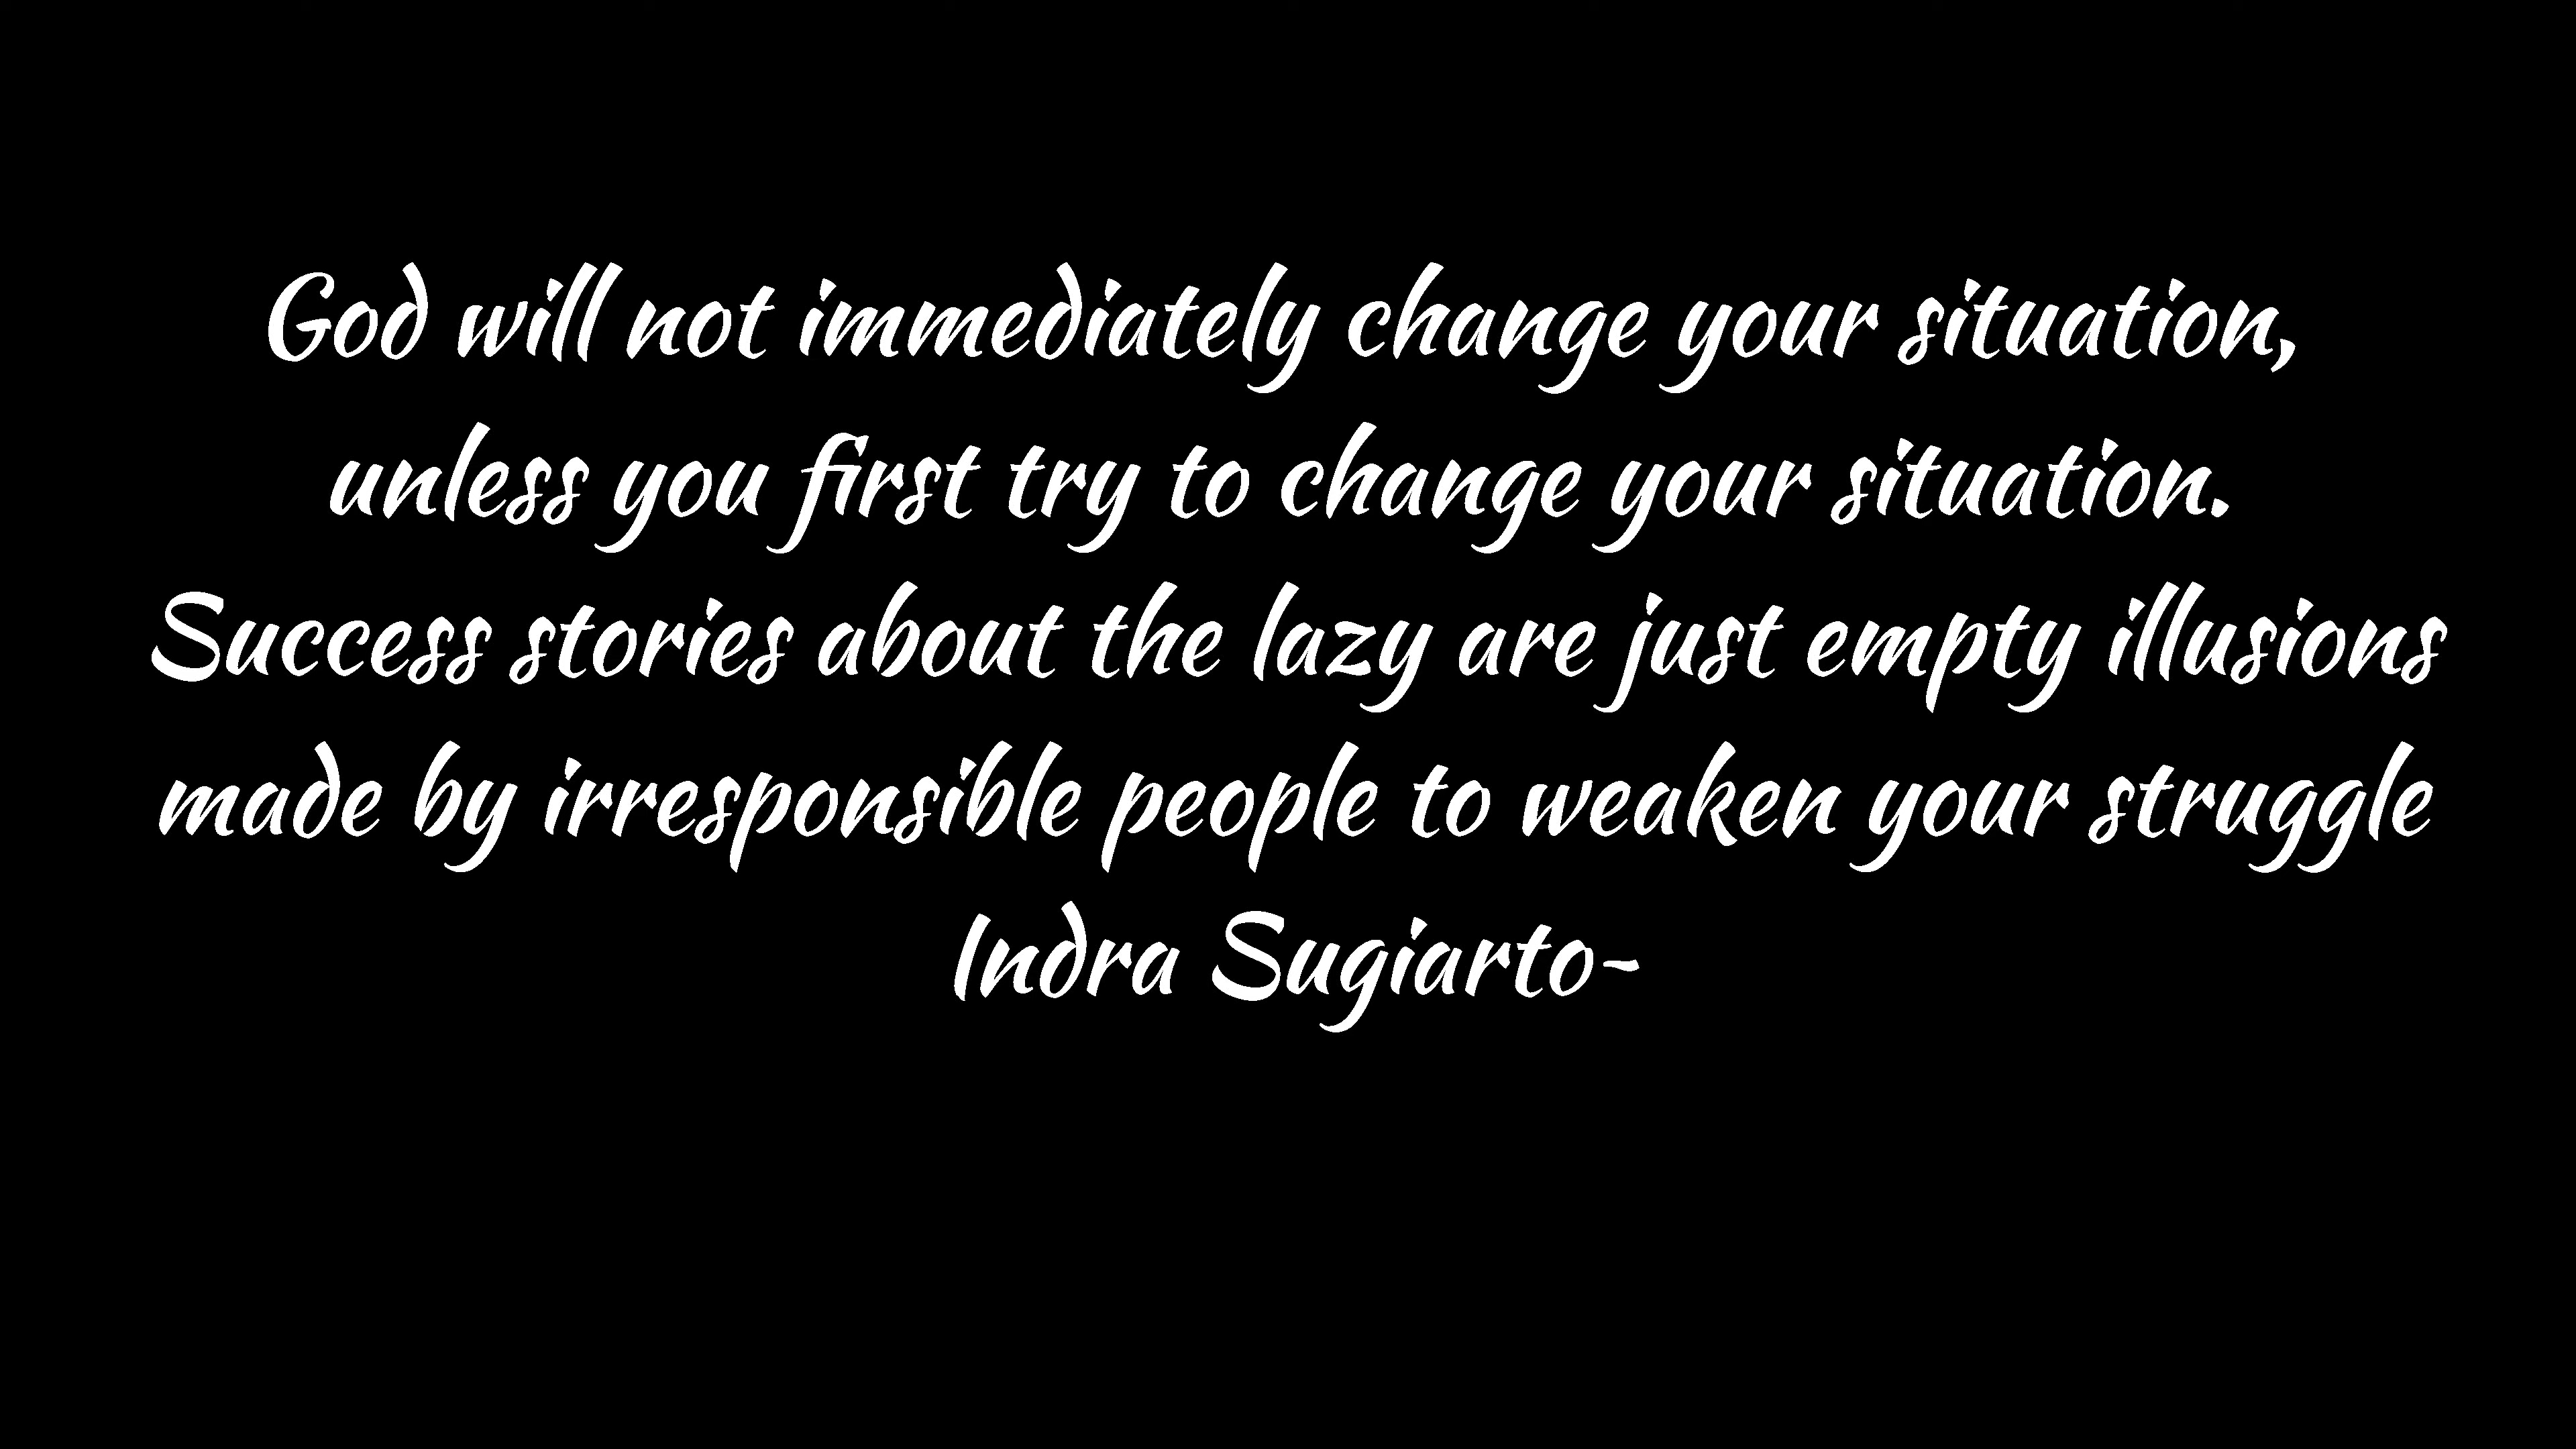 God will not immediately change your situation,
unless you first try to change your situation.
Success stories about the lazy are just empty illusions
made by irresponsible people to weaken your struggle
Indra Sugiarto-